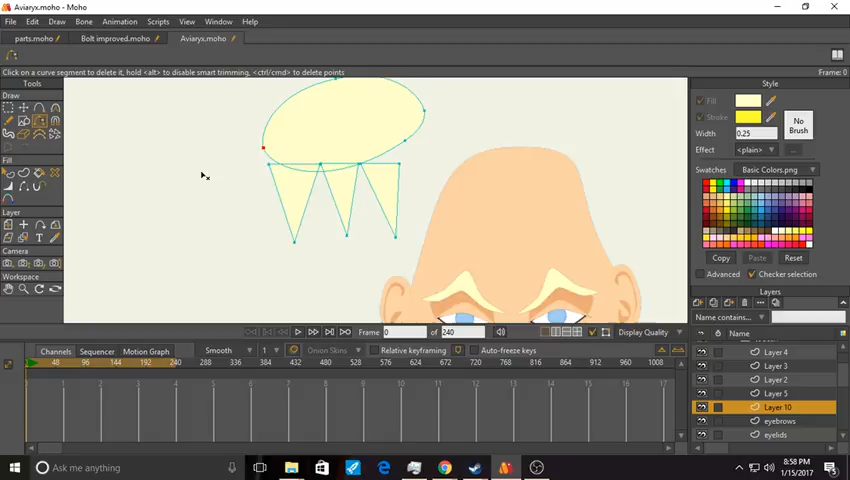 Aviaryx.moho - Moho
File Edit Draw Bone Animation Scripts View Window Help
parts.moho Bolt improved.moho Aviaryx.moho
Click on a curve segment to delete it, hold <alt> to disable smart trimming, <ctrl/cmd> to delete points Frame: 0
Tools
Draw
Fill
Layer
Camera
Workspace
Style
Fill
Stroke
No Brush
Width 0.25
Effect <plain> ...
Swatches Basic Colors.png
Copy Paste Reset
Advanced Checker selection
Layers
Name contains...
Name
Layer 4
Layer 3
Layer 2
Layer 5
Layer 10
eyebrows
eyelids
Frame 0 of 240 Display Quality
Channels Sequencer Motion Graph Smooth 1 Onion Skins Relative keyframing Auto-freeze keys
48 96 144 192 240 288 336 384 432 480 528 576 624 672 720 768 816 864 912 960 1008
0 1 2 3 4 5 6 7 8 9 10 11 12 13 14 15 16 17
Ask me anything
8:58 PM
1/15/2017